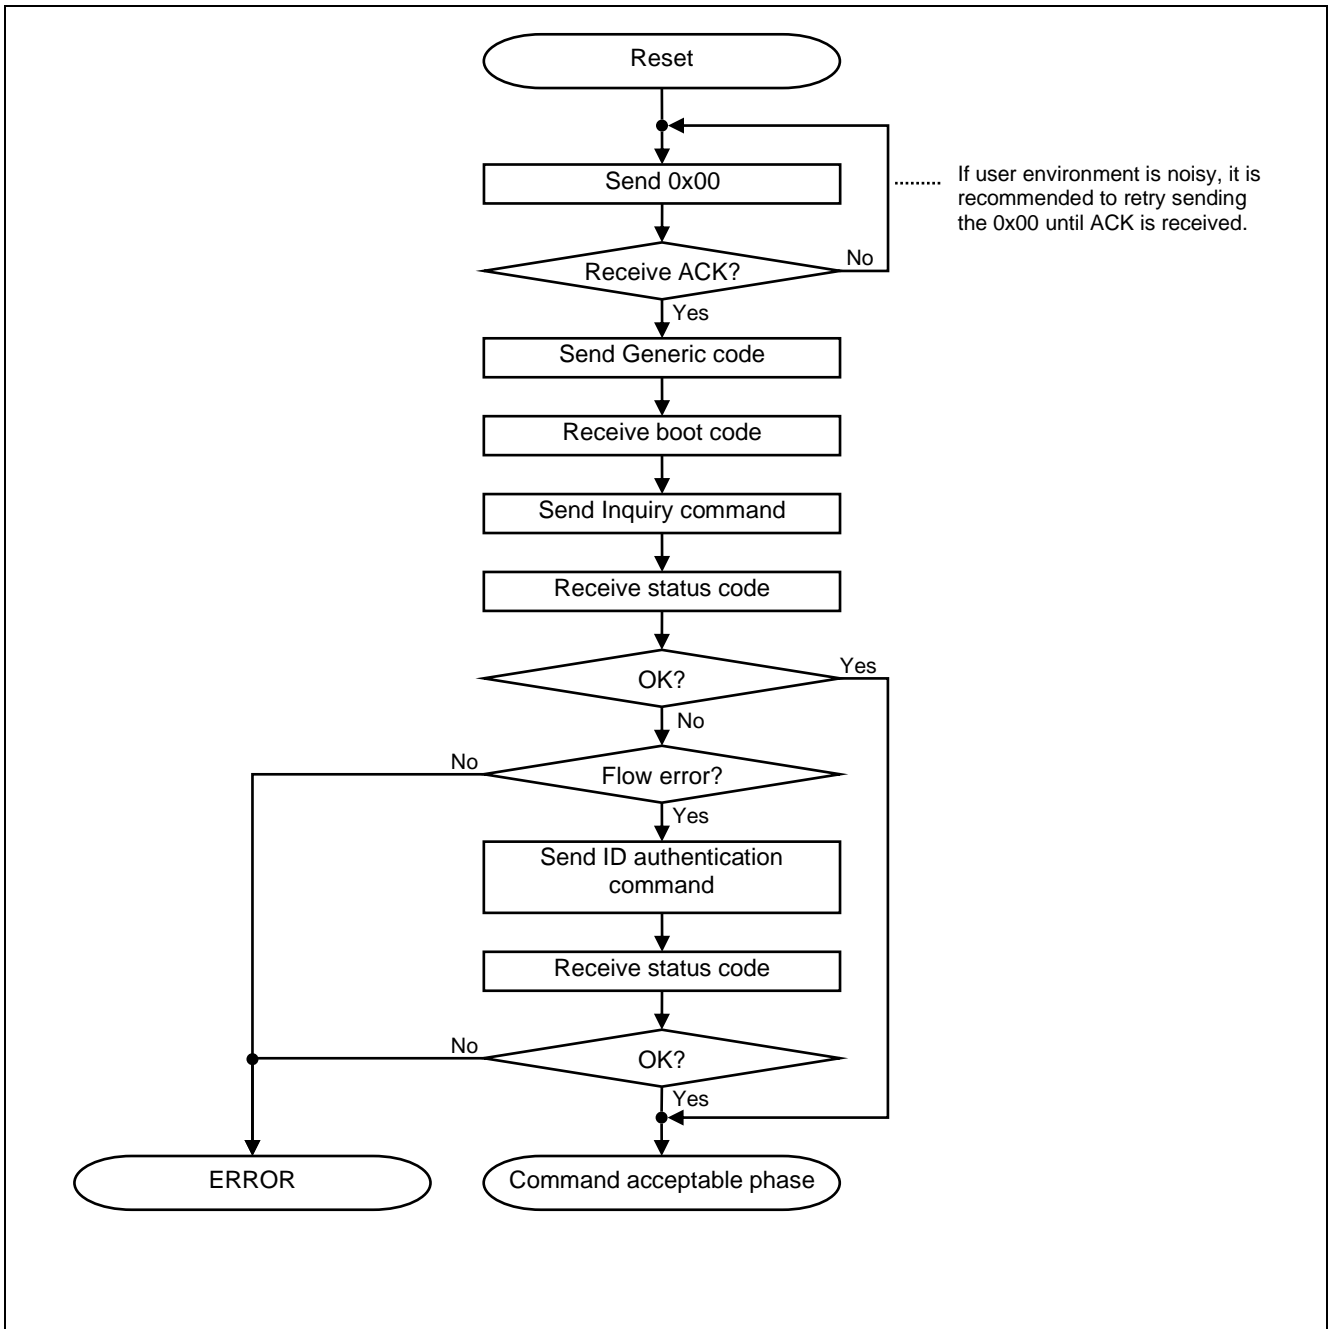 Reset
Send 0x00
If user environment is noisy, it is
recommended to retry sending
the 0x00 until ACK is received.
Receive ACK?
No
Yes
Send Generic code
Receive boot code
Send Inquiry command
Receive status code
OK?
Yes
No
Flow error?
No
Yes
Send ID authentication
command
Receive status code
OK?
No
Yes
ERROR
Command acceptable phase